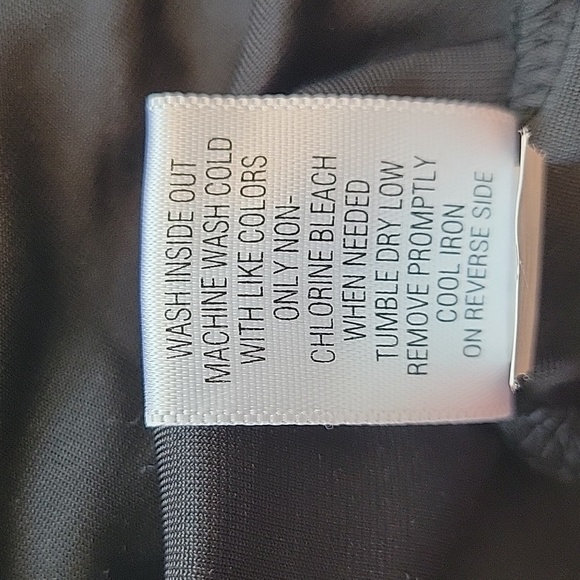 WASH INSIDE OUT
MACHINE WASH COLD
WITH LIKE COLORS
ONLY NON-
CHLORINE BLEACH
WHEN NEEDED
TUMBLE DRY LOW
REMOVE PROMPTLY
COOL IRON
ON REVERSE SIDE